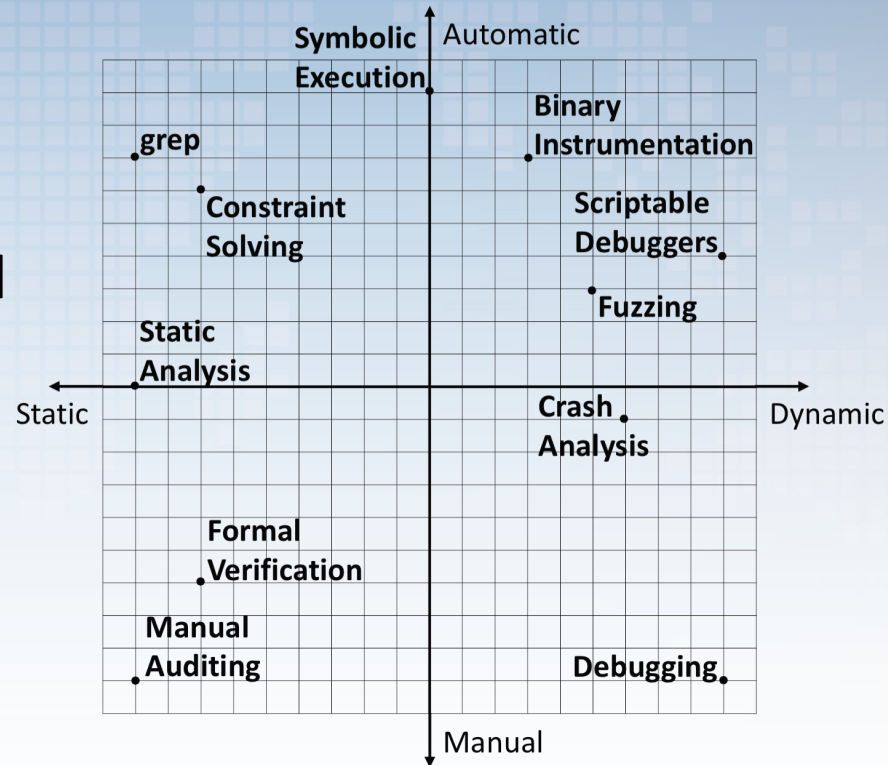 Symbolic
Execution
Automatic
Binary
Instrumentation
grep
Constraint
Solving
Scriptable
Debuggers
Fuzzing
Static
Analysis
Static
Dynamic
Crash
Analysis
Formal
Verification
Manual
Auditing
Debugging
Manual